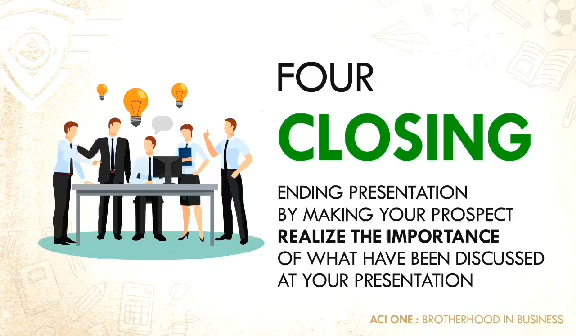 FOUR
CLOSING
ENDING PRESENTATION
BY MAKING YOUR PROSPECT
REALIZE THE IMPORTANCE
OF WHAT HAVE BEEN DISCUSSED
AT YOUR PRESENTATION
ACI ONE : BROTHERHOOD IN BUSINESS